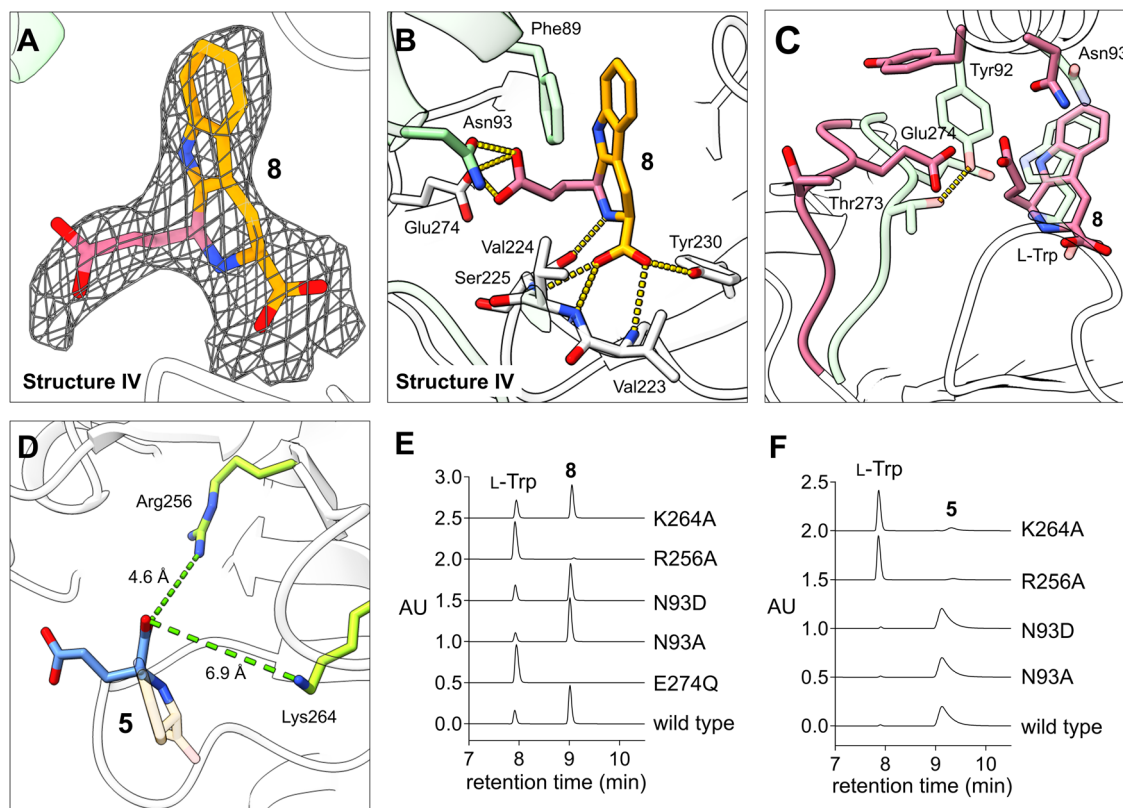 A
8
Structure IV
B
Phe89
Asn93
8
Glu274
Val224
Ser225
Tyr230
Val223
Structure IV
C
Tyr92
Asn93
Glu274
Thr273
8
L-Trp
D
Arg256
4.6 Å
6.9 Å
5
Lys264
E
L-Trp 8
3.0
2.5
2.0
1.5
1.0
0.5
0.0
AU
K264A
R256A
N93D
N93A
E274Q
wild type
7 8 9 10
retention time (min)
F
L-Trp
5
2.5
2.0
1.5
1.0
0.5
0.0
AU
K264A
R256A
N93D
N93A
wild type
7 8 9 10
retention time (min)